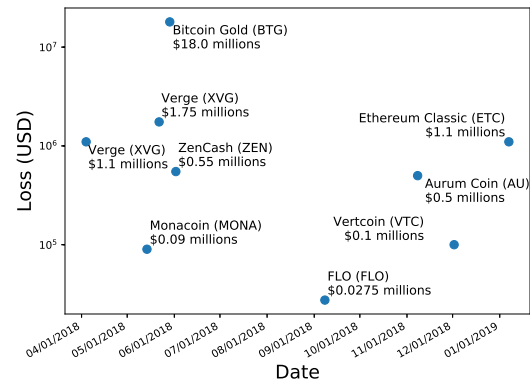 Bitcoin Gold (BTG)
$18.0 millions
Verge (XVG)
$1.75 millions
Ethereum Classic (ETC)
$1.1 millions
Verge (XVG)
$1.1 millions
ZenCash (ZEN)
$0.55 millions
Aurum Coin (AU)
$0.5 millions
Monacoin (MONA)
$0.09 millions
Vertcoin (VTC)
$0.1 millions
FLO (FLO)
$0.0275 millions
Loss (USD)
10⁷
10⁶
10⁵
04/01/2018
05/01/2018
06/01/2018
07/01/2018
08/01/2018
09/01/2018
10/01/2018
11/01/2018
12/01/2018
01/01/2019
Date